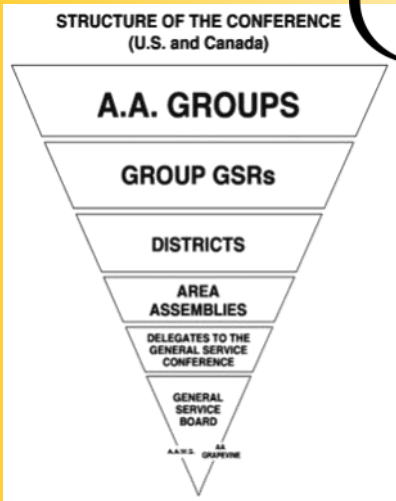 STRUCTURE OF THE CONFERENCE
(U.S. and Canada)
A.A. GROUPS
GROUP GSRs
DISTRICTS
AREA
ASSEMBLIES
DELEGATES TO THE
GENERAL SERVICE
CONFERENCE
GENERAL
SERVICE
BOARD
A.A.W.S.
AA
GRAPEVINE